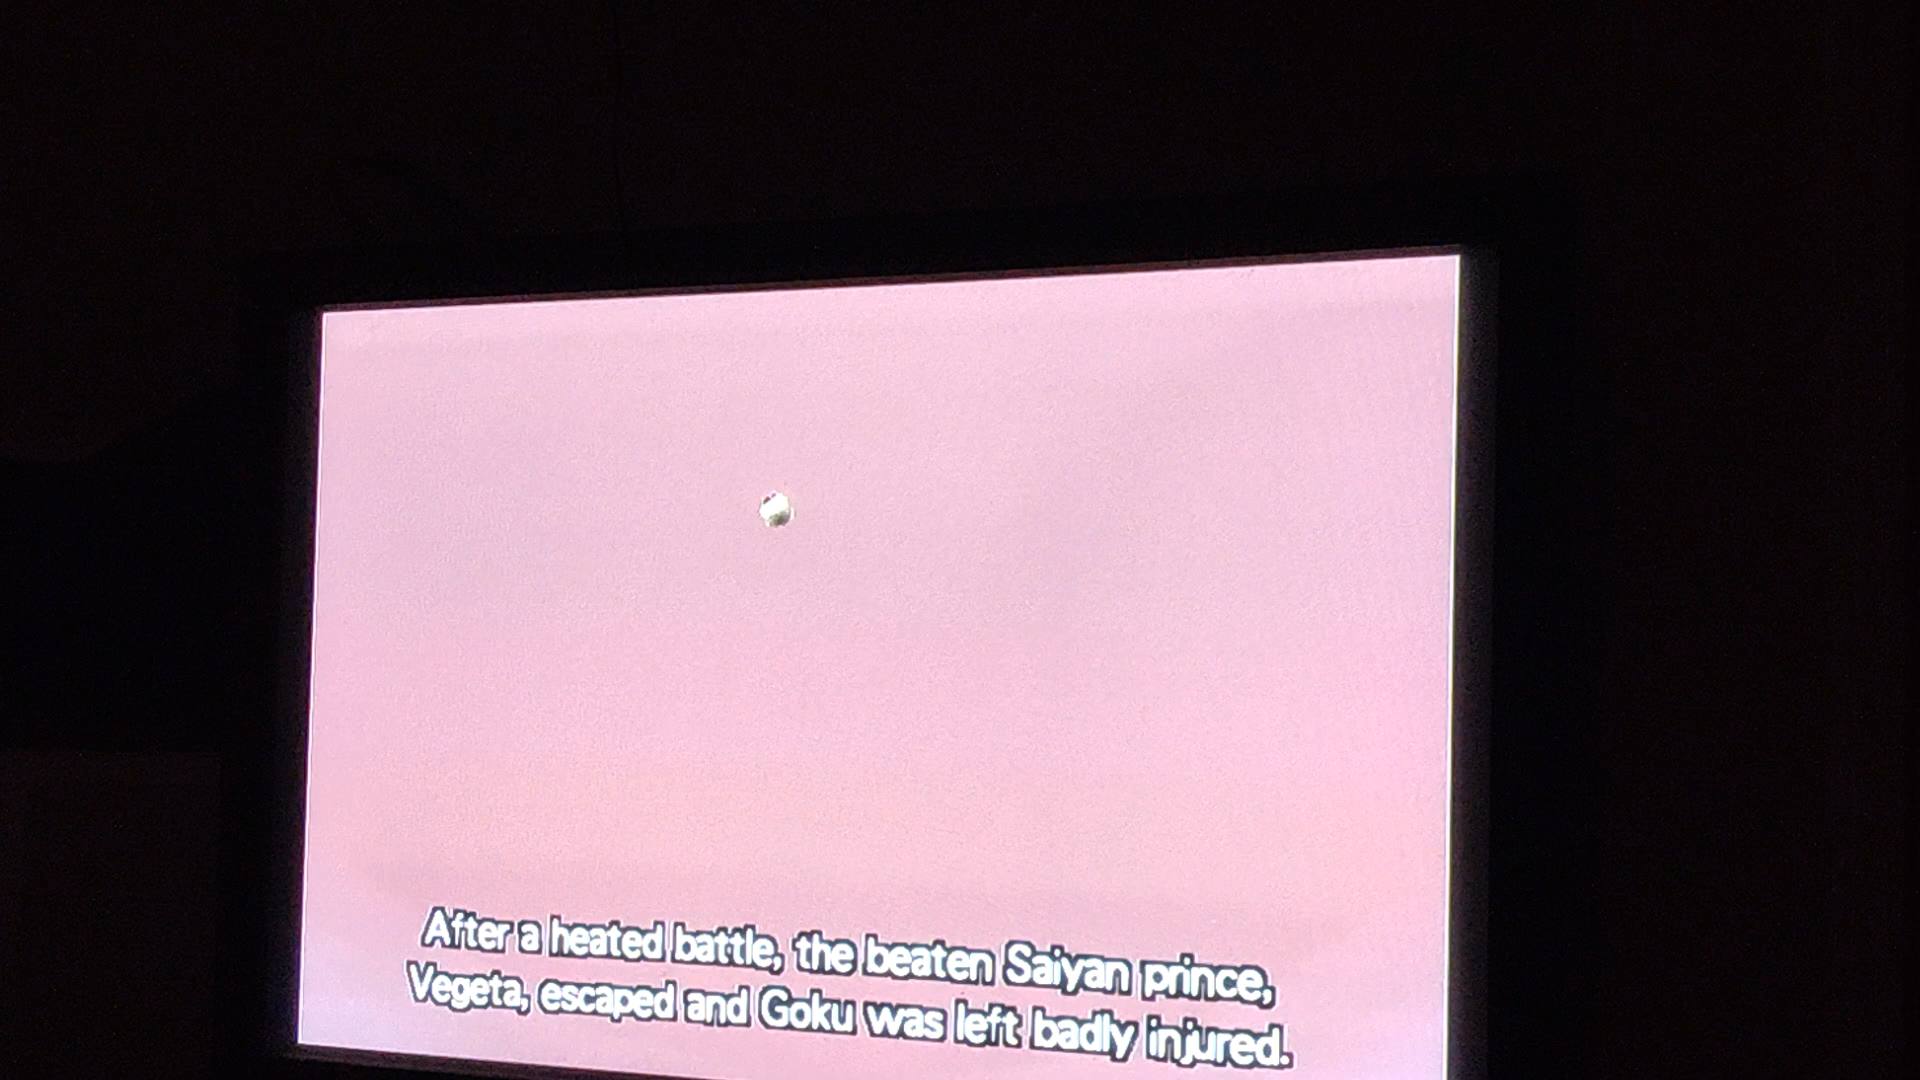 After a heated battle, the beaten Saiyan prince,
Vegeta, escaped and Goku was left badly injured.